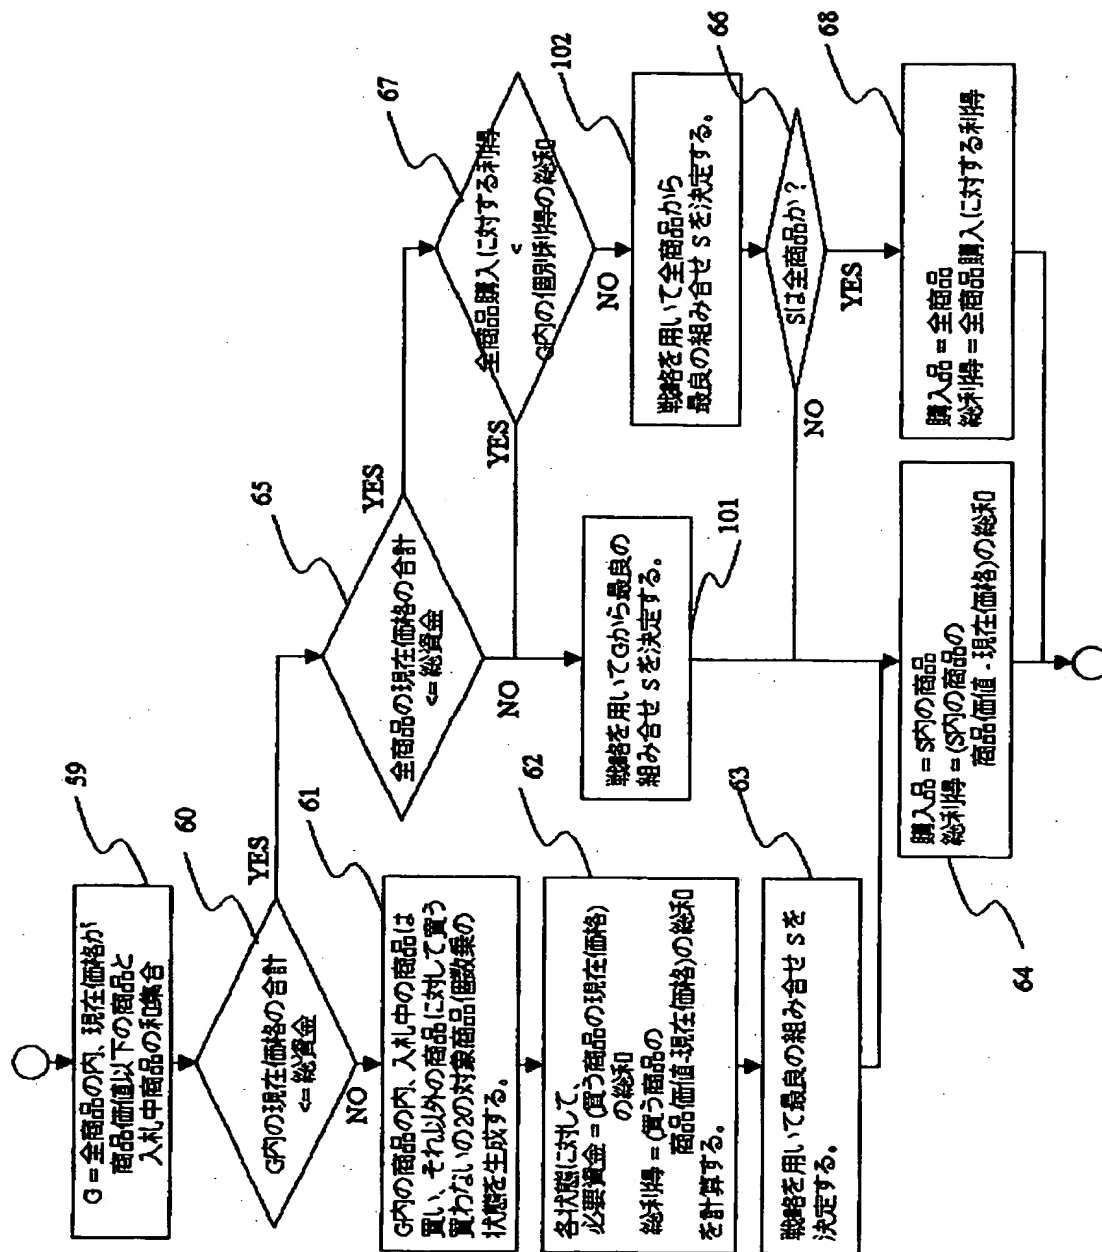 59
G = 全商品の内、現在価格が
商品価値以下の商品と
入札中商品の和集合
60
G内の現在価格の合計
<= 総資金
YES
NO
61
G内の商品の内、入札中の商品は
買い、それ以外の商品に対して買う
買わないの2の対象商品個数乗の
状態を生成する。
62
各状態に対して、
必要資金 = (買う商品の現在価格)
の総和
総利得 = (買う商品の
商品価値-現在価格)の総和
を計算する。
63
戦略を用いて最良の組み合せ S を
決定する。
65
全商品の現在価格の合計
<= 総資金
YES
NO
67
全商品購入に対する利得
<
G内の個別利得の総和
YES
NO
101
戦略を用いてGから最良の
組み合せ S を決定する。
102
戦略を用いて全商品から
最良の組み合せ S を決定する。
66
Sは全商品か？
NO
YES
64
購入品 = S内の商品
総利得 = (S内の商品の
商品価値 - 現在価格)の総和
68
購入品 = 全商品
総利得 = 全商品購入に対する利得